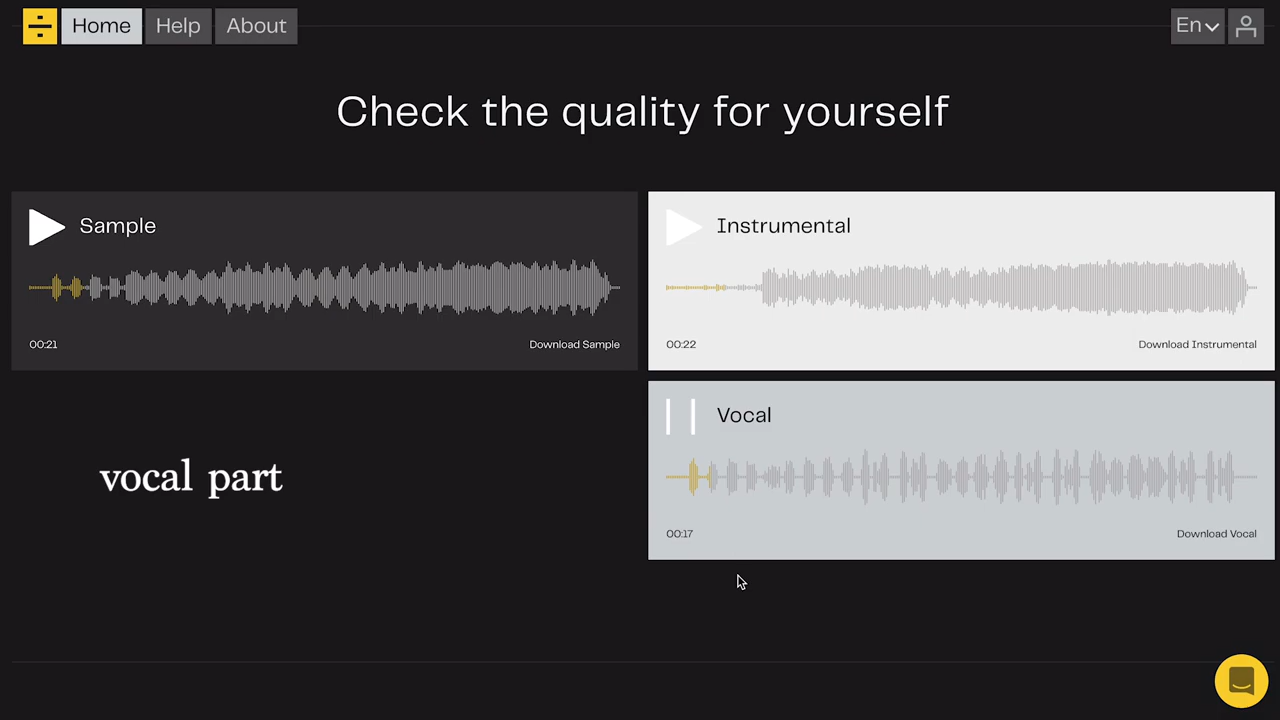 Home Help About En
Check the quality for yourself
Sample
00:21 Download Sample
Instrumental
00:22 Download Instrumental
Vocal
00:17 Download Vocal
vocal part